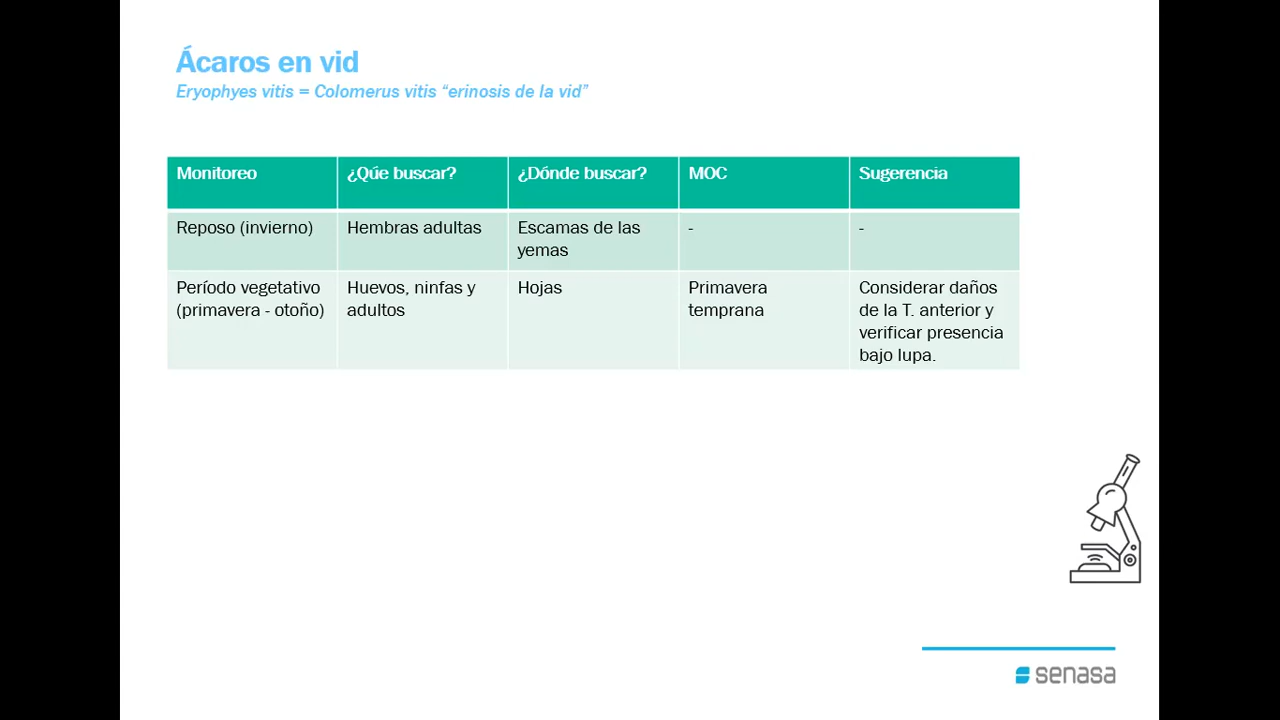 Ácaros en vid
Eryophyes vitis = Colomerus vitis “erinosis de la vid”
Monitoreo
¿Qúe buscar?
¿Dónde buscar?
MOC
Sugerencia
Reposo (invierno)
Hembras adultas
Escamas de las
yemas
-
-
Período vegetativo
(primavera - otoño)
Huevos, ninfas y
adultos
Hojas
Primavera
temprana
Considerar daños
de la T. anterior y
verificar presencia
bajo lupa.
senasa